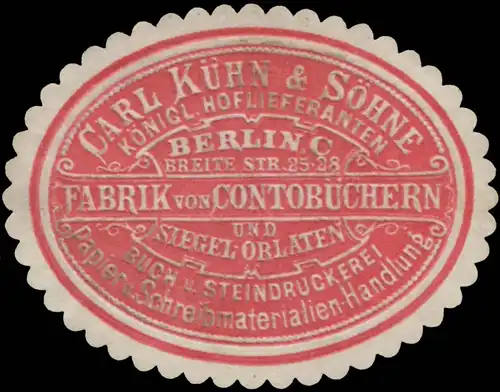 CARL KÜHN & SÖHNE
KÖNIGL. HOFLIEFERANTEN
BERLIN, C
BREITE STR. 25-28
FABRIK VON CONTOBÜCHERN
UND
SIEGEL-OBLATEN
BUCH U. STEINDRUCKEREI
Papier u. Schreibmaterialien-Handlung